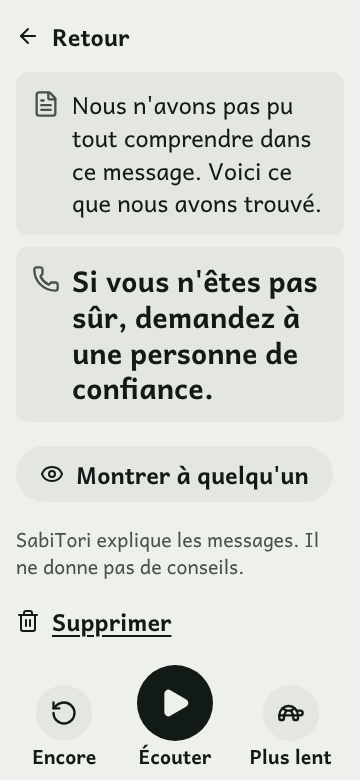 Retour
Nous n'avons pas pu
tout comprendre dans
ce message. Voici ce
que nous avons trouvé.
Si vous n'êtes pas
sûr, demandez à
une personne de
confiance.
Montrer à quelqu'un
SabiTori explique les messages. Il
ne donne pas de conseils.
Supprimer
Encore
Écouter
Plus lent